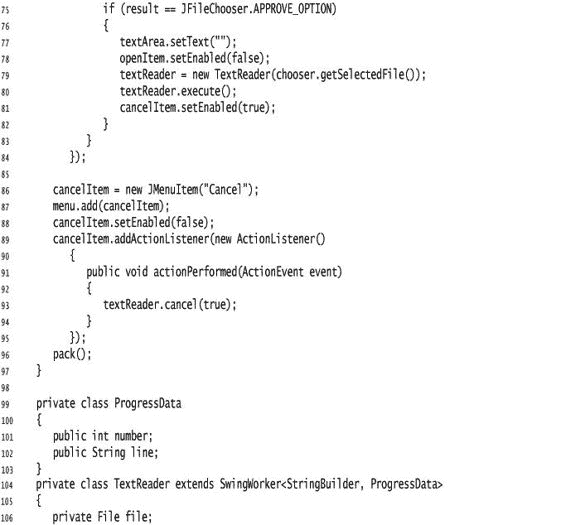 75 if (result == JFileChooser.APPROVE_OPTION)
76 {
77 textArea.setText("");
78 openItem.setEnabled(false);
79 textReader = new TextReader(chooser.getSelectedFile());
80 textReader.execute();
81 cancelItem.setEnabled(true);
82 }
83 }
84 });
85
86 cancelItem = new JMenuItem("Cancel");
87 menu.add(cancelItem);
88 cancelItem.setEnabled(false);
89 cancelItem.addActionListener(new ActionListener()
90 {
91 public void actionPerformed(ActionEvent event)
92 {
93 textReader.cancel(true);
94 }
95 });
96 pack();
97 }
98
99 private class ProgressData
100 {
101 public int number;
102 public String line;
103 }
104 private class TextReader extends SwingWorker<StringBuilder, ProgressData>
105 {
106 private File file;